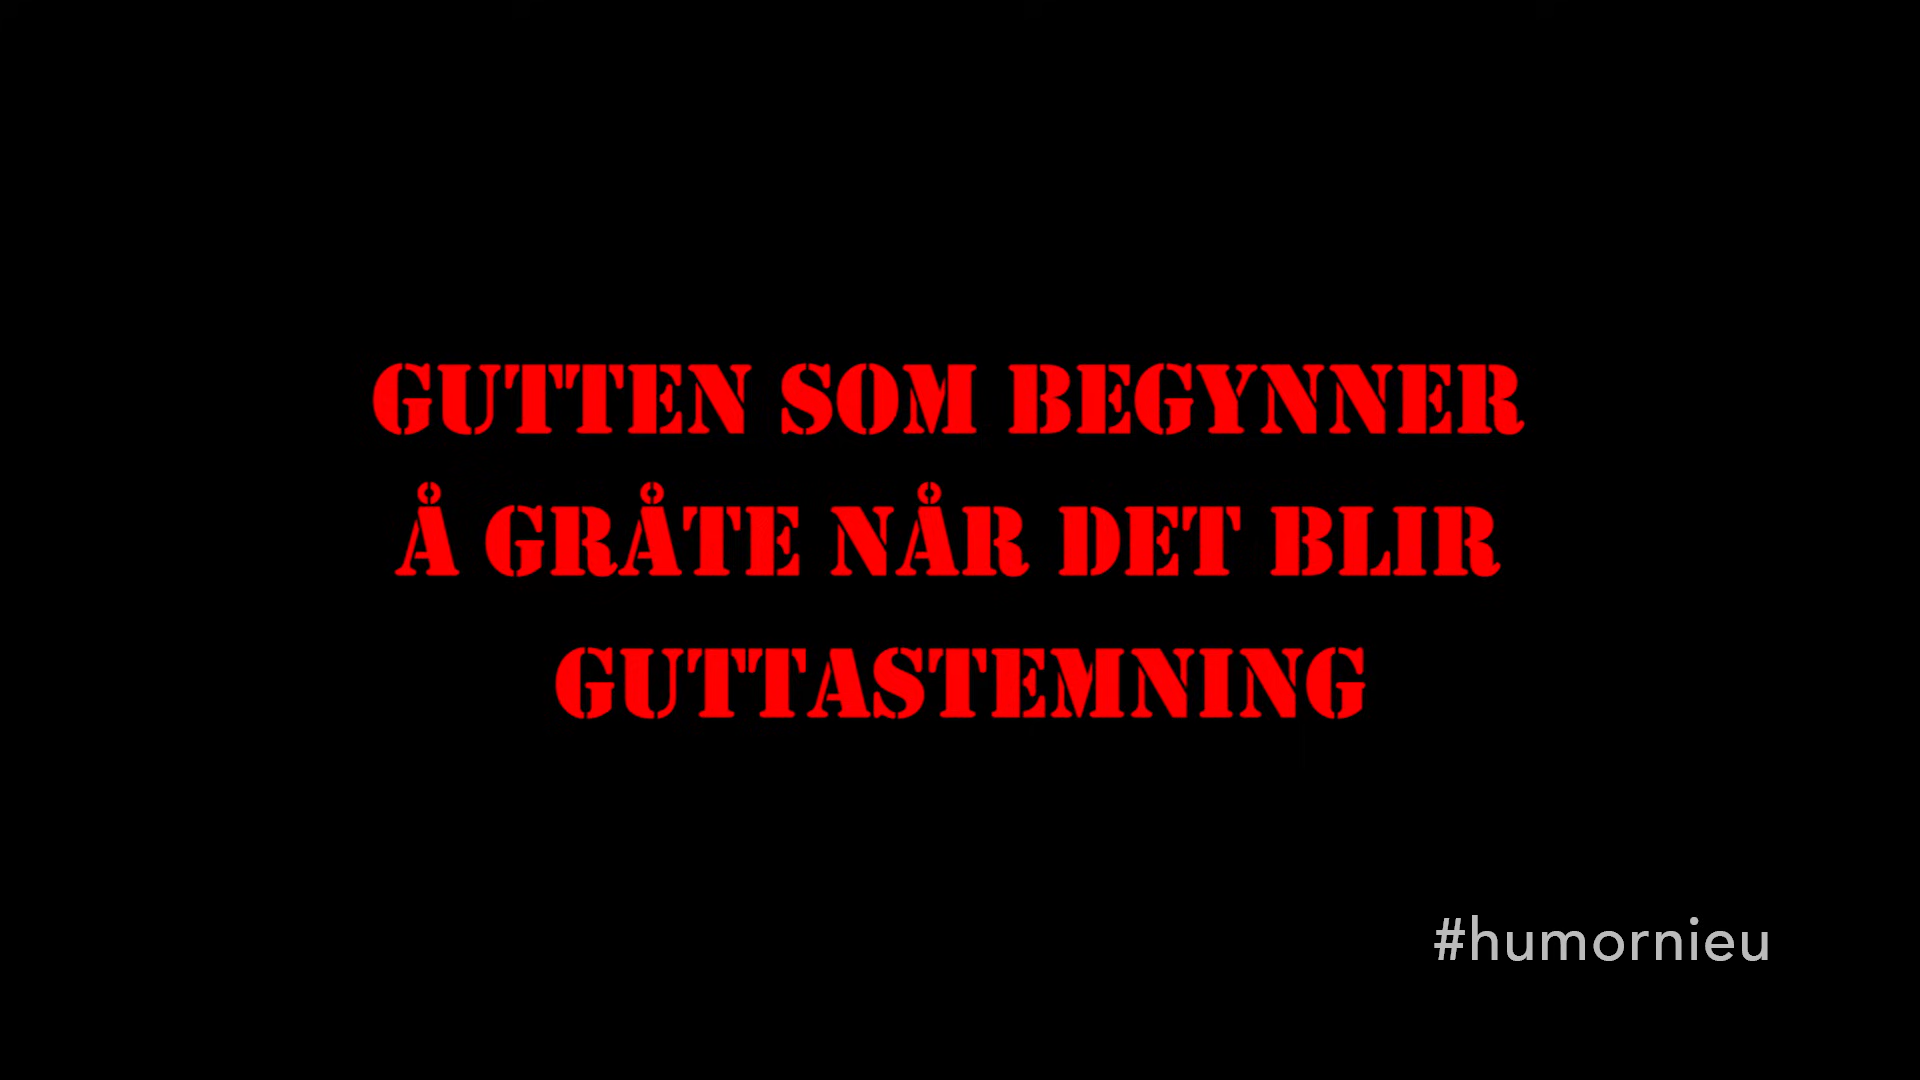 GUTTEN SOM BEGYNNER
Å GRÅTE NÅR DET BLIR
GUTTASTEMNING
#humornieu